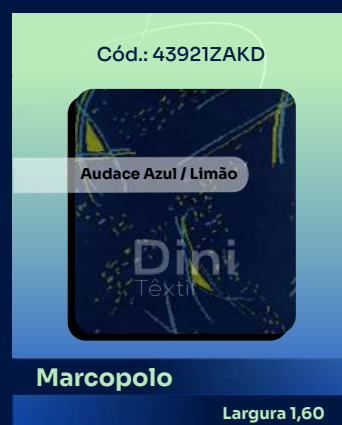 Cód.: 43921ZAKD
Audace Azul / Limão
Dini
Têxtil
Marcopolo
Largura 1,60